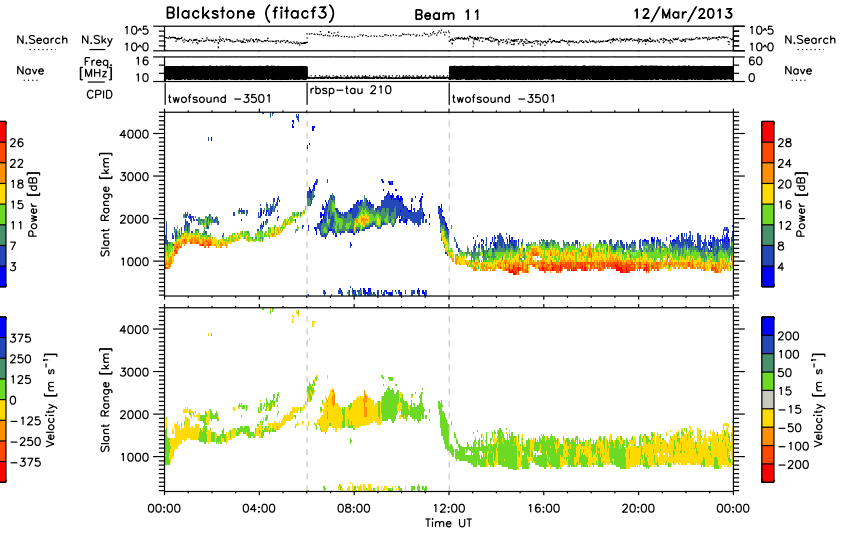 Blackstone (fitacf3) Beam 11 12/Mar/2013
N.Search N.Sky 10^5 10^0 10^5 10^0 N.Search
Nave Freq. [MHz] 16 10 60 0 Nave
CPID twofsound -3501 rbsp-tau 210 twofsound -3501
Power [dB] 26 22 18 15 11 7 3
Slant Range [km] 4000 3000 2000 1000
28 24 20 16 12 8 4 Power [dB]
375 250 125 0 -125 -250 -375 Velocity [m s⁻¹]
Slant Range [km] 4000 3000 2000 1000
200 100 50 15 -15 -50 -100 -200 Velocity [m s⁻¹]
00:00 04:00 08:00 12:00 16:00 20:00 00:00
Time UT